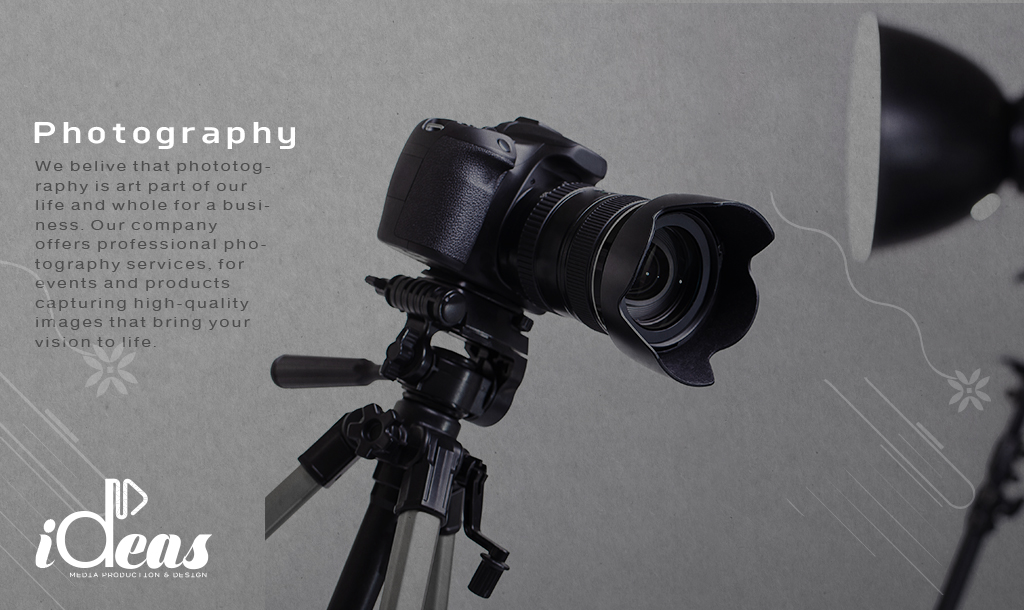 Photography
We belive that phototog-
raphy is art part of our
life and whole for a busi-
ness. Our company
offers professional pho-
tography services, for
events and products
capturing high-quality
images that bring your
vision to life.
ideas
MEDIA PRODUCTION & DESIGN